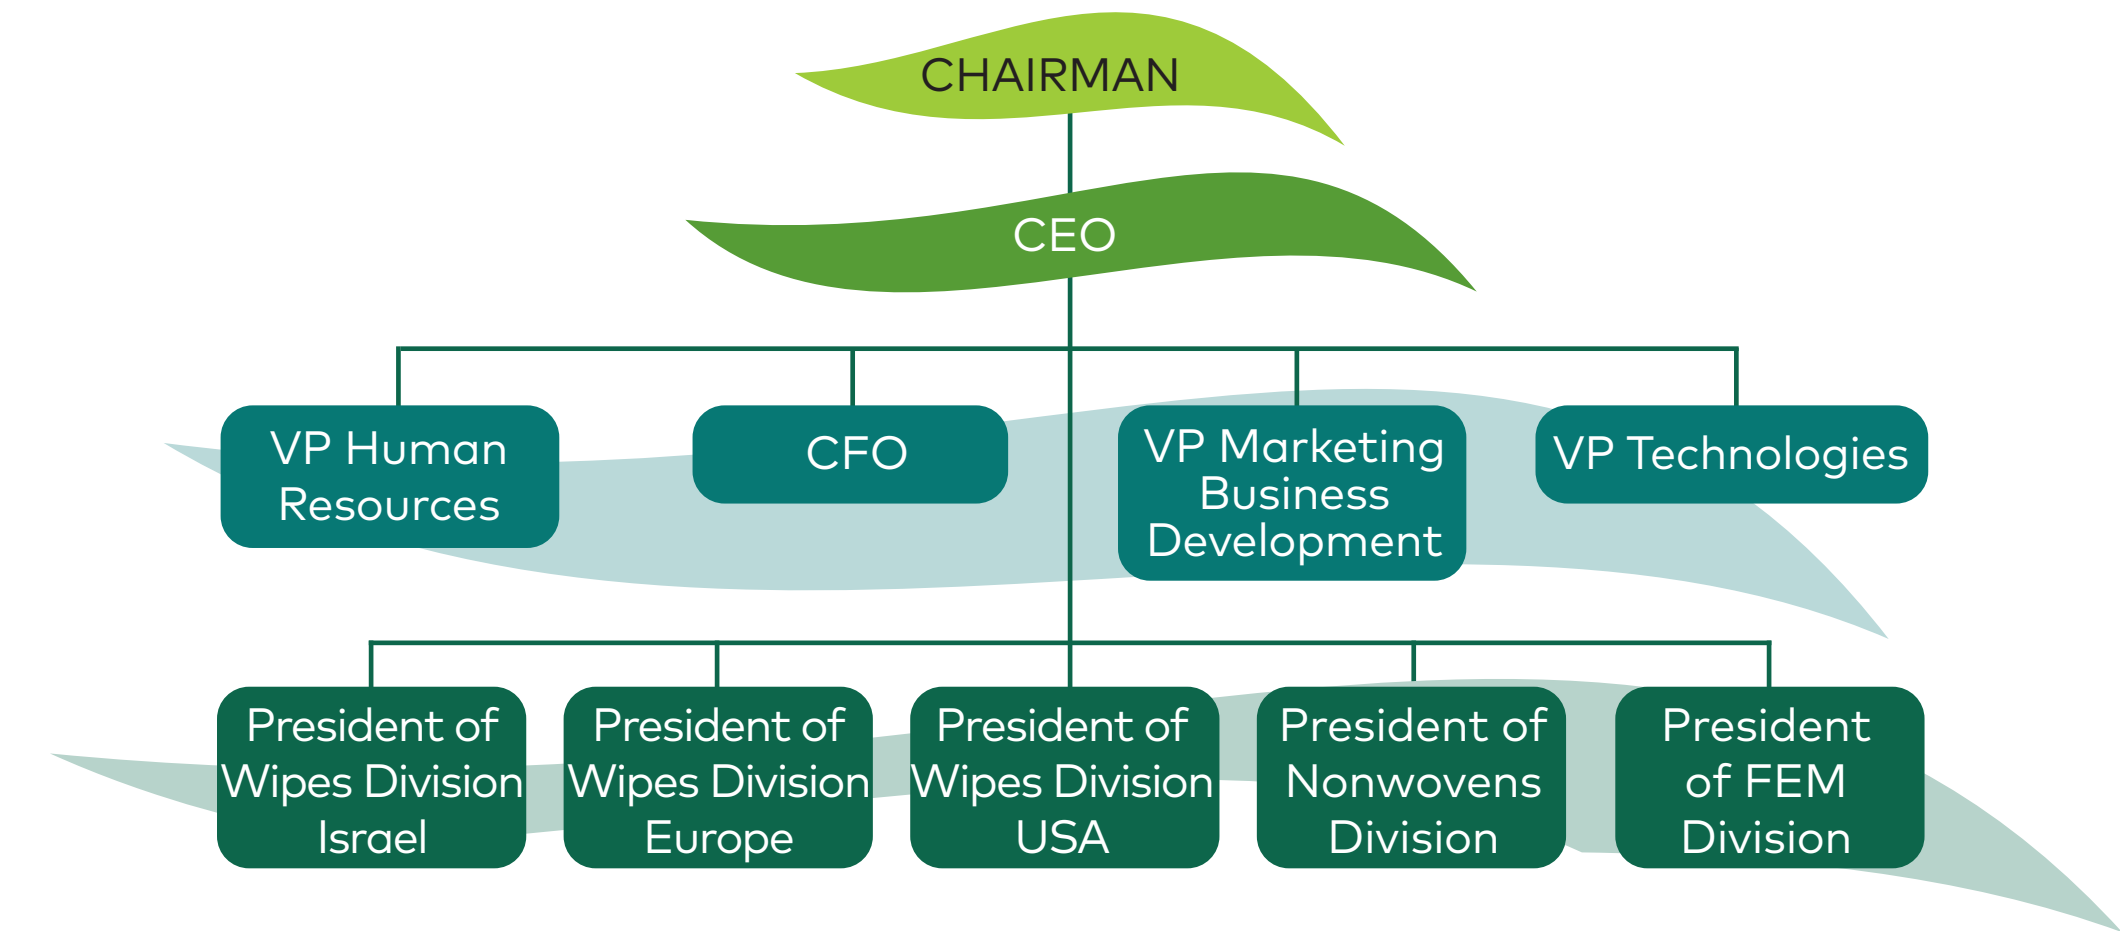 CHAIRMAN
CEO
VP Human
Resources
CFO
VP Marketing
Business
Development
VP Technologies
President of
Wipes Division
Israel
President of
Wipes Division
Europe
President of
Wipes Division
USA
President of
Nonwovens
Division
President
of FEM
Division